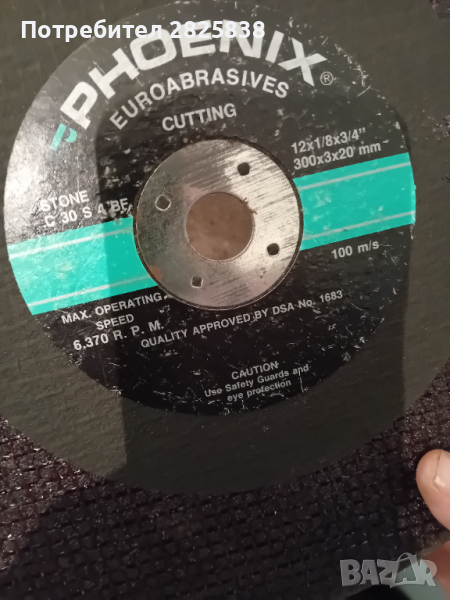 Потребител 2825838
PHOENIX®
EUROABRASIVES
CUTTING
12x1/8x3/4"
300x3x20 mm
STONE
C 30 S 4 BF
100 m/s
MAX. OPERATING
SPEED
6,370 R. P. M.
QUALITY APPROVED BY DSA No. 1683
CAUTION
Use Safety Guards and
eye protection
BAZAR